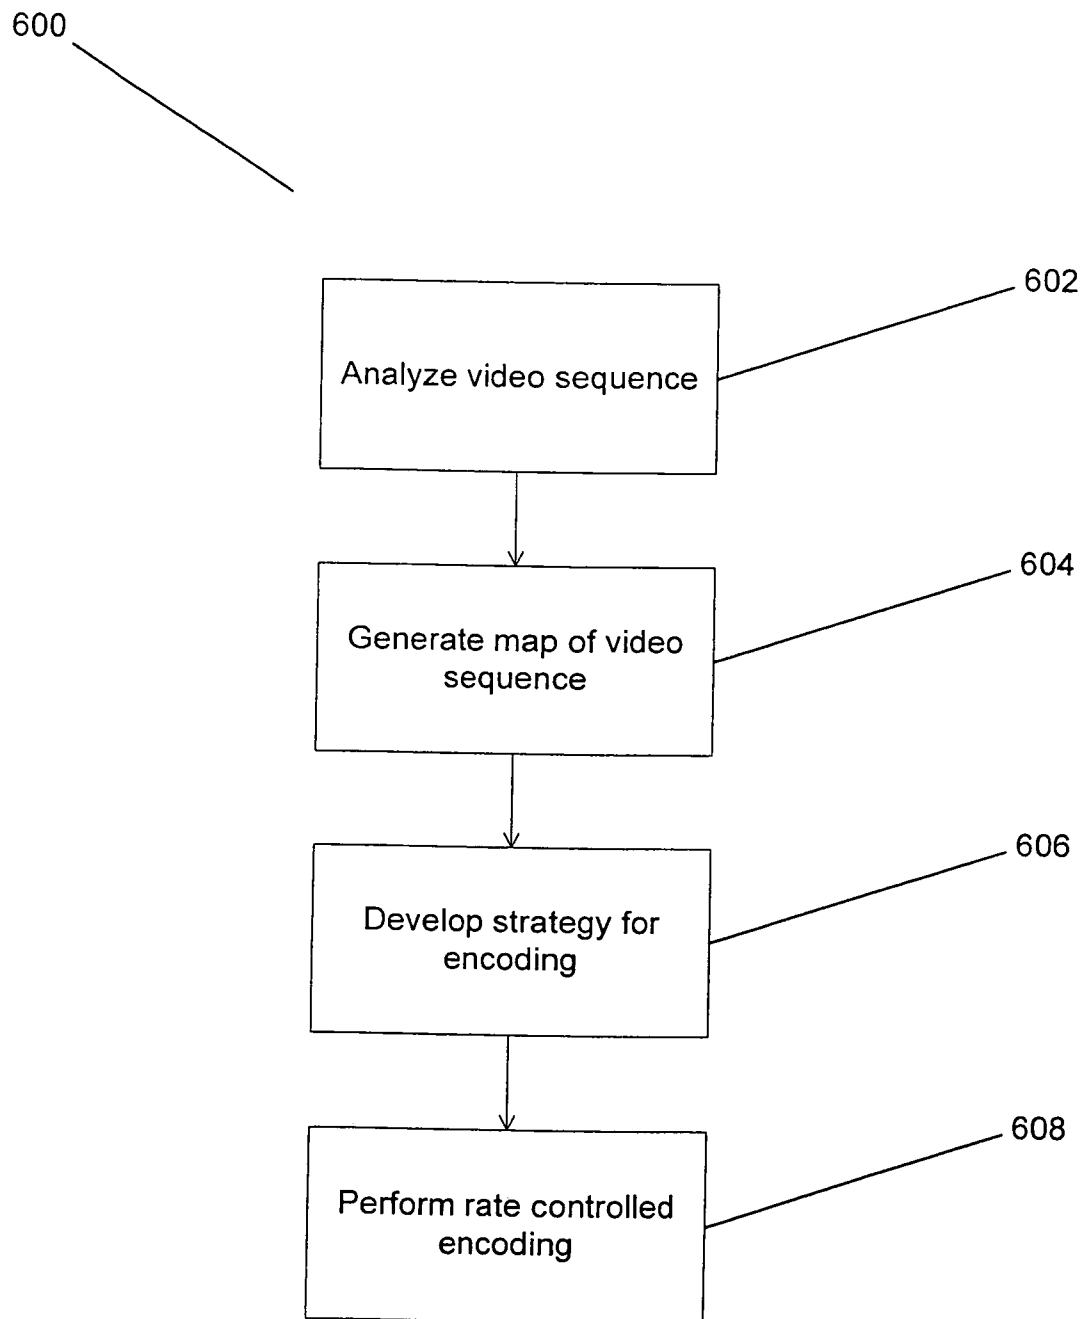 600
602
Analyze video sequence
604
Generate map of video
sequence
606
Develop strategy for
encoding
608
Perform rate controlled
encoding